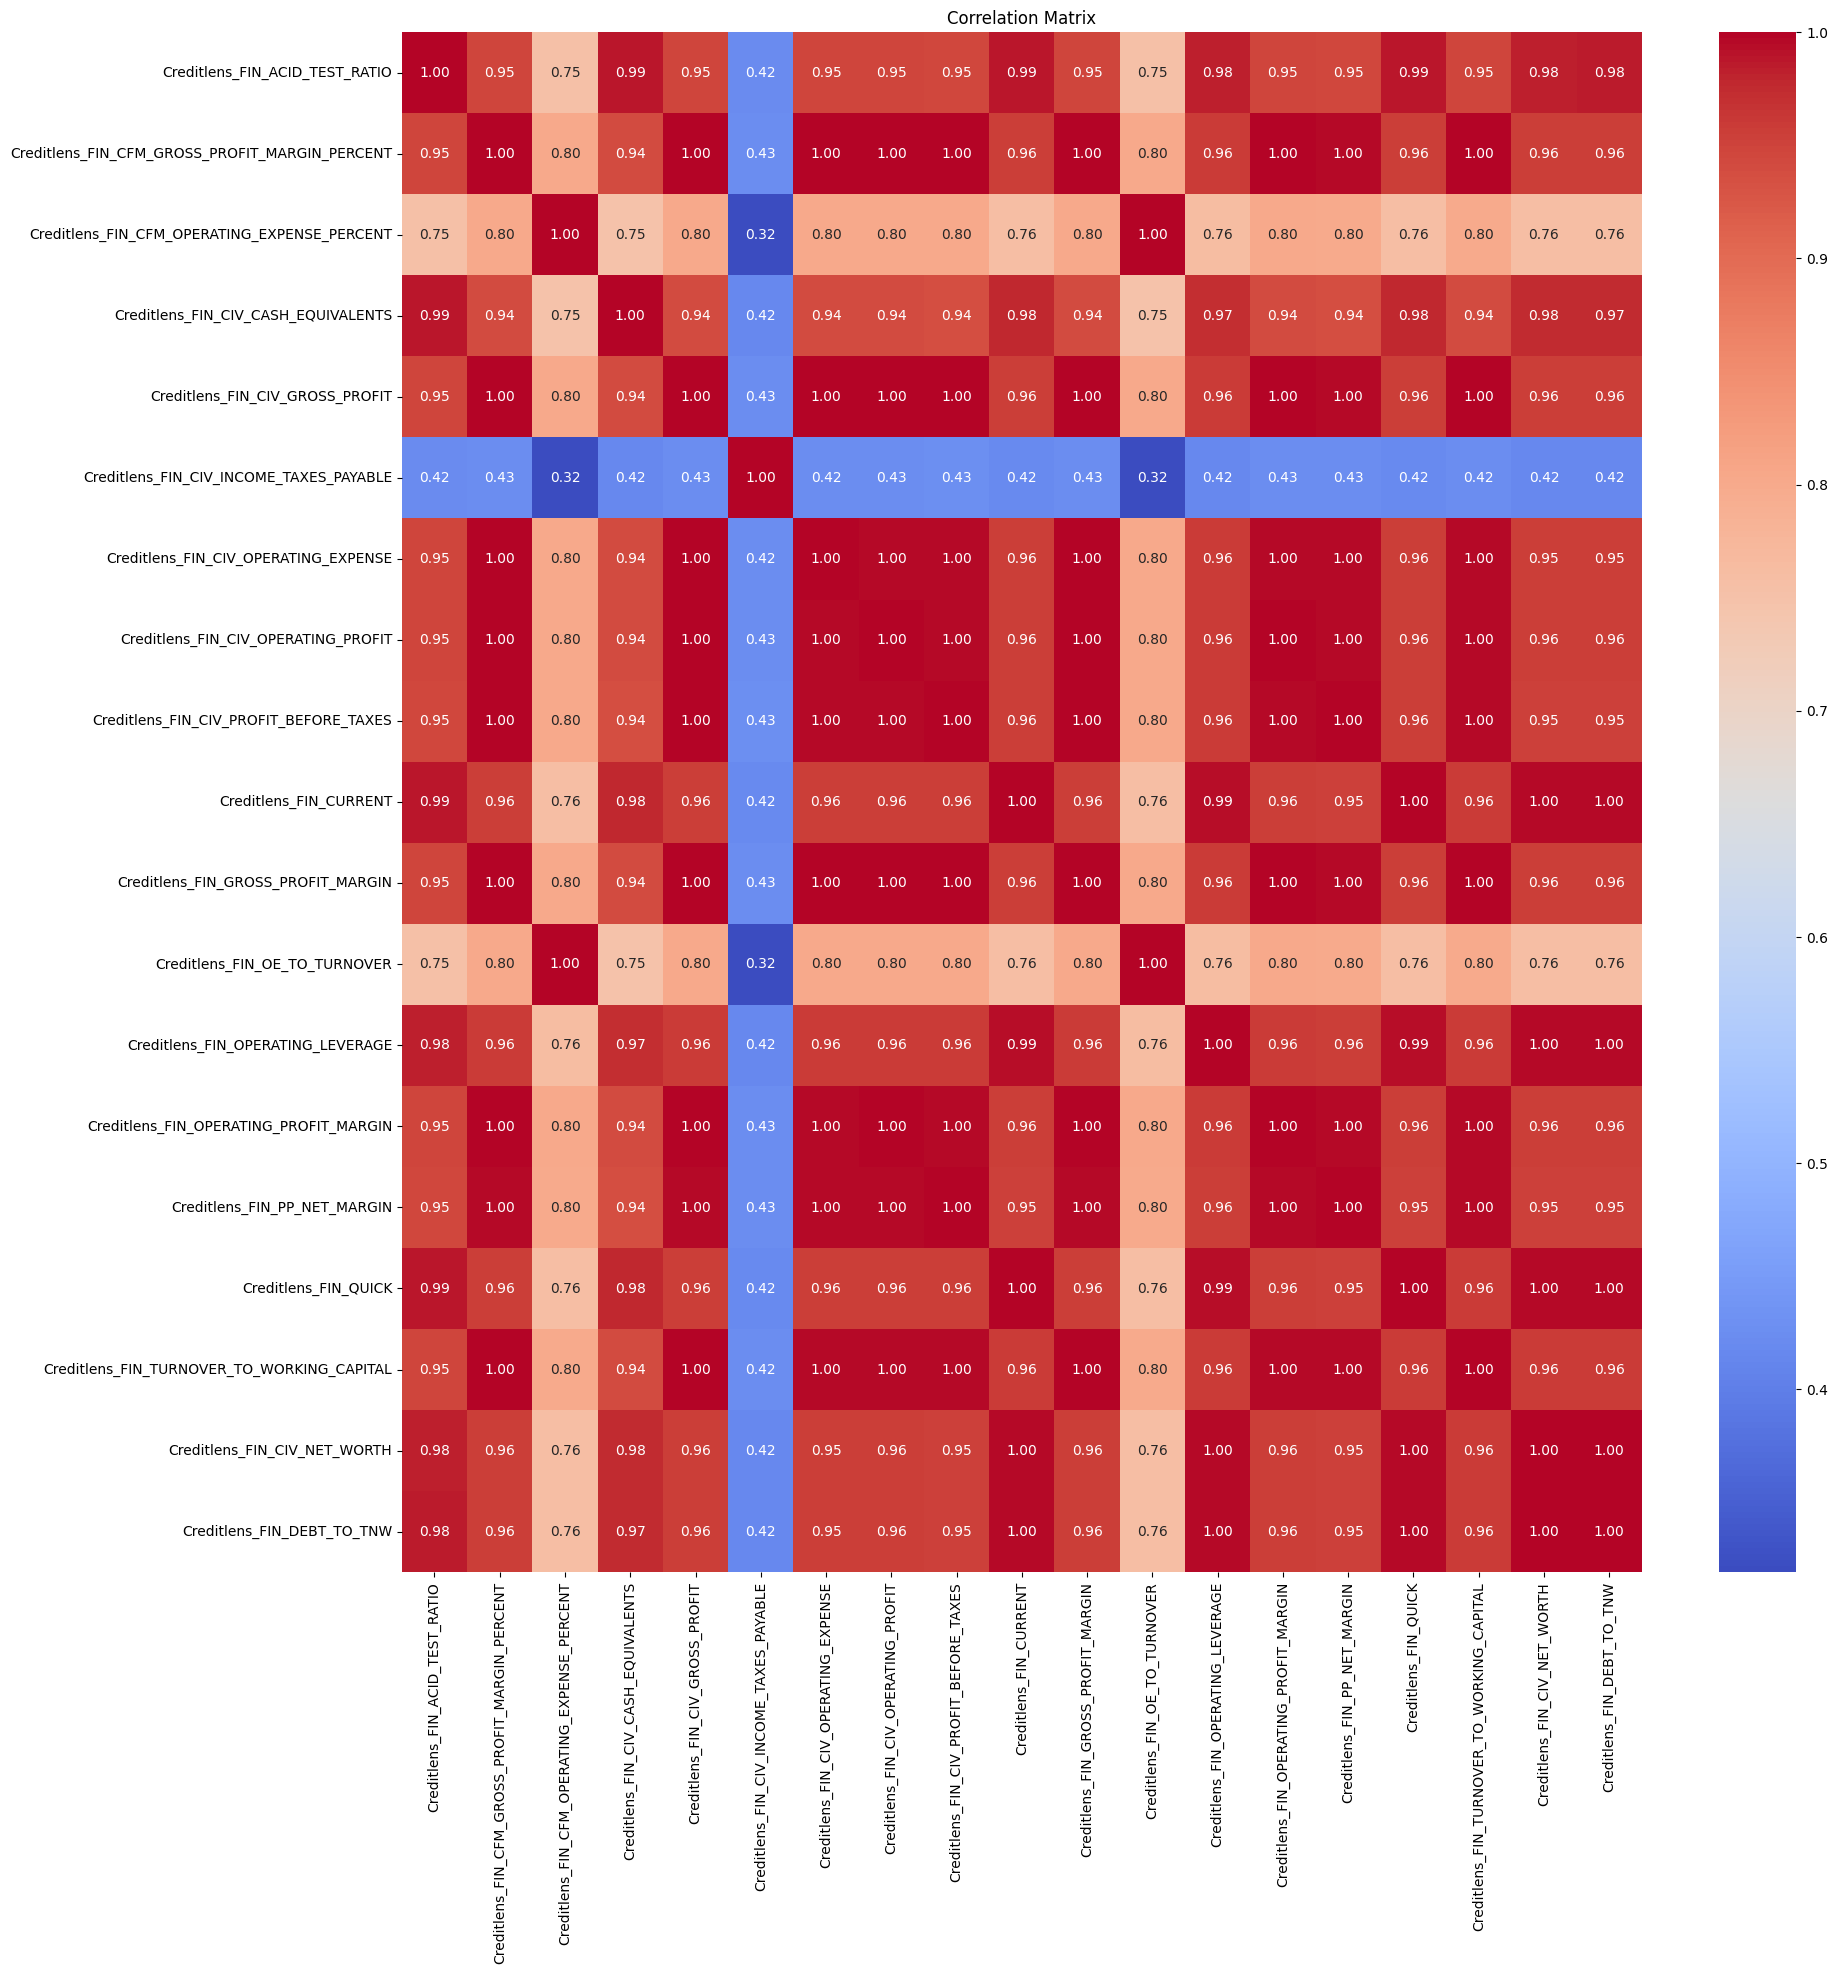 Correlation Matrix
Creditlens_FIN_ACID_TEST_RATIO 1.00 0.95 0.75 0.99 0.95 0.42 0.95 0.95 0.95 0.99 0.95 0.75 0.98 0.95 0.95 0.99 0.95 0.98 0.98
Creditlens_FIN_CFM_GROSS_PROFIT_MARGIN_PERCENT 0.95 1.00 0.80 0.94 1.00 0.43 1.00 1.00 1.00 0.96 1.00 0.80 0.96 1.00 1.00 0.96 1.00 0.96 0.96
Creditlens_FIN_CFM_OPERATING_EXPENSE_PERCENT 0.75 0.80 1.00 0.75 0.80 0.32 0.80 0.80 0.80 0.76 0.80 1.00 0.76 0.80 0.80 0.76 0.80 0.76 0.76
Creditlens_FIN_CIV_CASH_EQUIVALENTS 0.99 0.94 0.75 1.00 0.94 0.42 0.94 0.94 0.94 0.98 0.94 0.75 0.97 0.94 0.94 0.98 0.94 0.98 0.97
Creditlens_FIN_CIV_GROSS_PROFIT 0.95 1.00 0.80 0.94 1.00 0.43 1.00 1.00 1.00 0.96 1.00 0.80 0.96 1.00 1.00 0.96 1.00 0.96 0.96
Creditlens_FIN_CIV_INCOME_TAXES_PAYABLE 0.42 0.43 0.32 0.42 0.43 1.00 0.42 0.43 0.43 0.42 0.43 0.32 0.42 0.43 0.43 0.42 0.42 0.42 0.42
Creditlens_FIN_CIV_OPERATING_EXPENSE 0.95 1.00 0.80 0.94 1.00 0.42 1.00 1.00 1.00 0.96 1.00 0.80 0.96 1.00 1.00 0.96 1.00 0.95 0.95
Creditlens_FIN_CIV_OPERATING_PROFIT 0.95 1.00 0.80 0.94 1.00 0.43 1.00 1.00 1.00 0.96 1.00 0.80 0.96 1.00 1.00 0.96 1.00 0.96 0.96
Creditlens_FIN_CIV_PROFIT_BEFORE_TAXES 0.95 1.00 0.80 0.94 1.00 0.43 1.00 1.00 1.00 0.96 1.00 0.80 0.96 1.00 1.00 0.96 1.00 0.95 0.95
Creditlens_FIN_CURRENT 0.99 0.96 0.76 0.98 0.96 0.42 0.96 0.96 0.96 1.00 0.96 0.76 0.99 0.96 0.95 1.00 0.96 1.00 1.00
Creditlens_FIN_GROSS_PROFIT_MARGIN 0.95 1.00 0.80 0.94 1.00 0.43 1.00 1.00 1.00 0.96 1.00 0.80 0.96 1.00 1.00 0.96 1.00 0.96 0.96
Creditlens_FIN_OE_TO_TURNOVER 0.75 0.80 1.00 0.75 0.80 0.32 0.80 0.80 0.80 0.76 0.80 1.00 0.76 0.80 0.80 0.76 0.80 0.76 0.76
Creditlens_FIN_OPERATING_LEVERAGE 0.98 0.96 0.76 0.97 0.96 0.42 0.96 0.96 0.96 0.99 0.96 0.76 1.00 0.96 0.96 0.99 0.96 1.00 1.00
Creditlens_FIN_OPERATING_PROFIT_MARGIN 0.95 1.00 0.80 0.94 1.00 0.43 1.00 1.00 1.00 0.96 1.00 0.80 0.96 1.00 1.00 0.96 1.00 0.96 0.96
Creditlens_FIN_PP_NET_MARGIN 0.95 1.00 0.80 0.94 1.00 0.43 1.00 1.00 1.00 0.95 1.00 0.80 0.96 1.00 1.00 0.95 1.00 0.95 0.95
Creditlens_FIN_QUICK 0.99 0.96 0.76 0.98 0.96 0.42 0.96 0.96 0.96 1.00 0.96 0.76 0.99 0.96 0.95 1.00 0.96 1.00 1.00
Creditlens_FIN_TURNOVER_TO_WORKING_CAPITAL 0.95 1.00 0.80 0.94 1.00 0.42 1.00 1.00 1.00 0.96 1.00 0.80 0.96 1.00 1.00 0.96 1.00 0.96 0.96
Creditlens_FIN_CIV_NET_WORTH 0.98 0.96 0.76 0.98 0.96 0.42 0.95 0.96 0.95 1.00 0.96 0.76 1.00 0.96 0.95 1.00 0.96 1.00 1.00
Creditlens_FIN_DEBT_TO_TNW 0.98 0.96 0.76 0.97 0.96 0.42 0.95 0.96 0.95 1.00 0.96 0.76 1.00 0.96 0.95 1.00 0.96 1.00 1.00
Creditlens_FIN_ACID_TEST_RATIO
Creditlens_FIN_CFM_GROSS_PROFIT_MARGIN_PERCENT
Creditlens_FIN_CFM_OPERATING_EXPENSE_PERCENT
Creditlens_FIN_CIV_CASH_EQUIVALENTS
Creditlens_FIN_CIV_GROSS_PROFIT
Creditlens_FIN_CIV_INCOME_TAXES_PAYABLE
Creditlens_FIN_CIV_OPERATING_EXPENSE
Creditlens_FIN_CIV_OPERATING_PROFIT
Creditlens_FIN_CIV_PROFIT_BEFORE_TAXES
Creditlens_FIN_CURRENT
Creditlens_FIN_GROSS_PROFIT_MARGIN
Creditlens_FIN_OE_TO_TURNOVER
Creditlens_FIN_OPERATING_LEVERAGE
Creditlens_FIN_OPERATING_PROFIT_MARGIN
Creditlens_FIN_PP_NET_MARGIN
Creditlens_FIN_QUICK
Creditlens_FIN_TURNOVER_TO_WORKING_CAPITAL
Creditlens_FIN_CIV_NET_WORTH
Creditlens_FIN_DEBT_TO_TNW
1.0
0.9
0.8
0.7
0.6
0.5
0.4